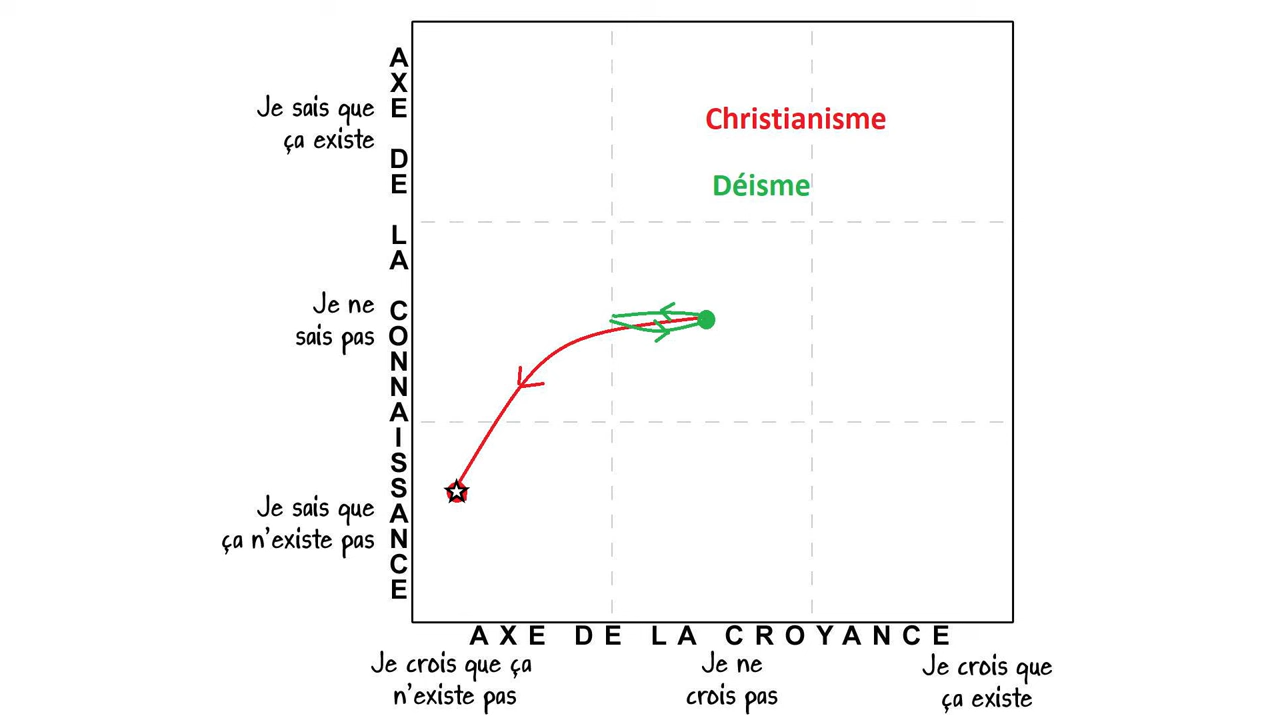 AXE DE LA CONNAISSANCE
Je sais que
ça existe
Christianisme
Déisme
Je ne
sais pas
Je sais que
ça n'existe pas
AXE DE LA CROYANCE
Je crois que ça
n'existe pas
Je ne
crois pas
Je crois que
ça existe